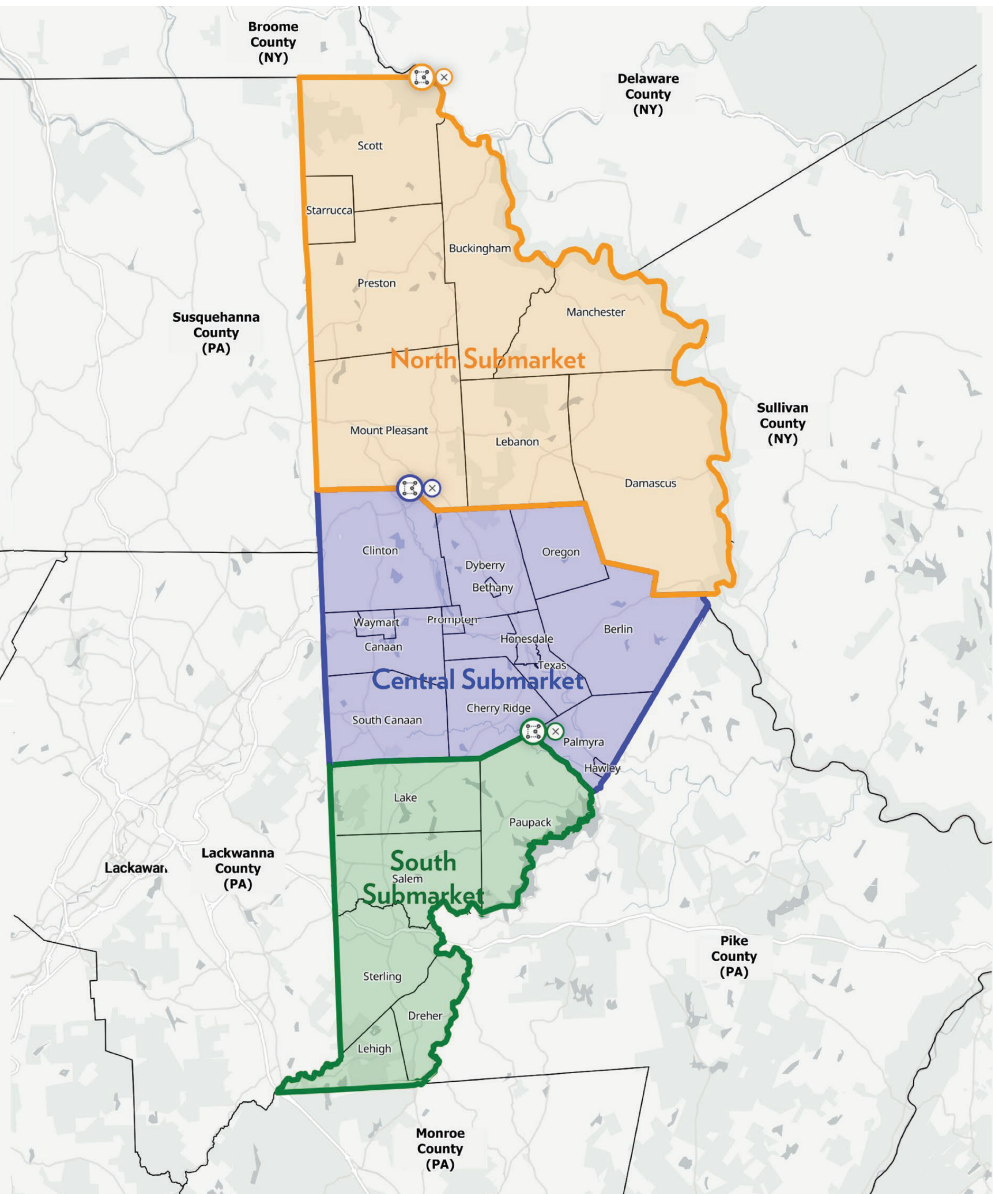 Broome
County
(NY)
Delaware
County
(NY)
Scott
Starrucca
Buckingham
Preston
Manchester
Susquehanna
County
(PA)
North Submarket
Sullivan
County
(NY)
Mount Pleasant
Lebanon
Damascus
Clinton
Oregon
Dyberry
Bethany
Waymart
Prompton
Berlin
Honesdale
Canaan
Texas
Central Submarket
Cherry Ridge
South Canaan
Palmyra
Hawley
Lake
Paupack
Lackawan
Lackwanna
County
(PA)
South
Submarket
Salem
Pike
County
(PA)
Sterling
Dreher
Lehigh
Monroe
County
(PA)